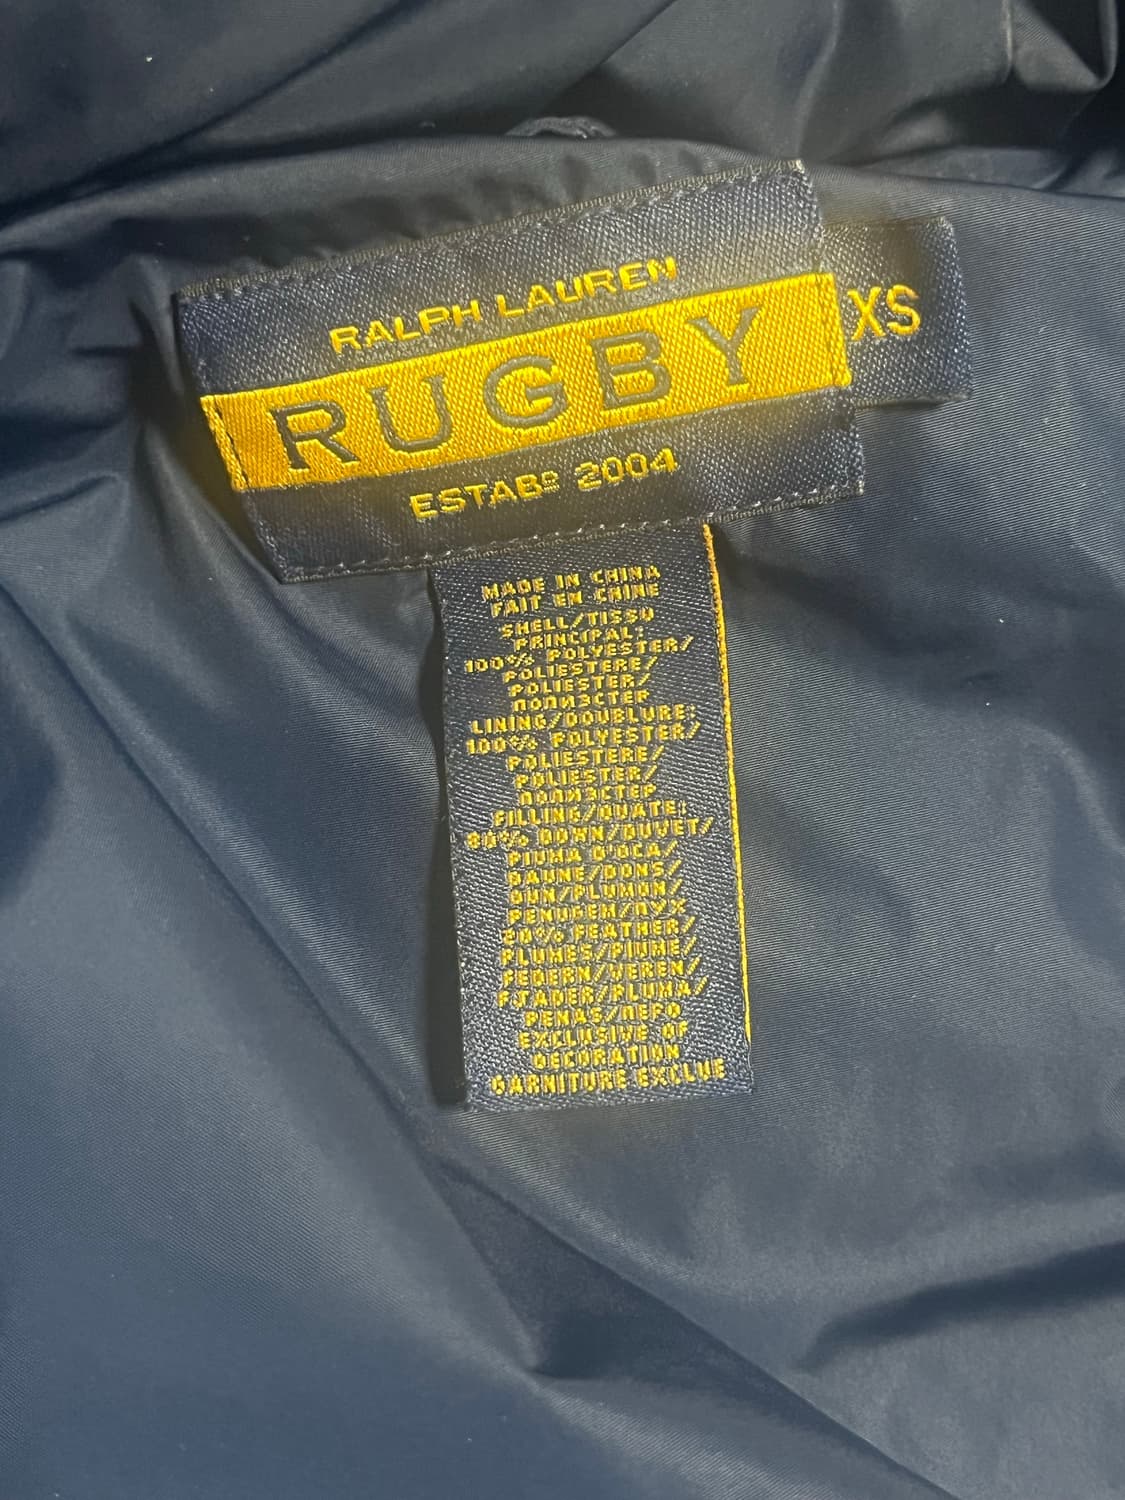 RALPH LAUREN
RUGBY
XS
ESTABD 2004
MADE IN CHINA
FAIT EN CHINE
SHELL/TISSU
PRINCIPAL:
100% POLYESTER/
POLIESTERE/
POLIESTER/
ПОЛИЭСТЕР
LINING/DOUBLURE:
100% POLYESTER/
POLIESTERE/
POLIESTER/
ПОЛИЭСТЕР
FILLING/OUATE:
80% DOWN/DUVET/
PIUMA D'OCA/
DAUNE/DONS/
DUN/PLUMON/
PENUGEM/ПУХ
20% FEATHER/
PLUMES/PIUME/
FEDERN/VEREN/
FJADER/PLUMA/
PENAS/ПЕРО
EXCLUSIVE OF
DECORATION
GARNITURE EXCLUE